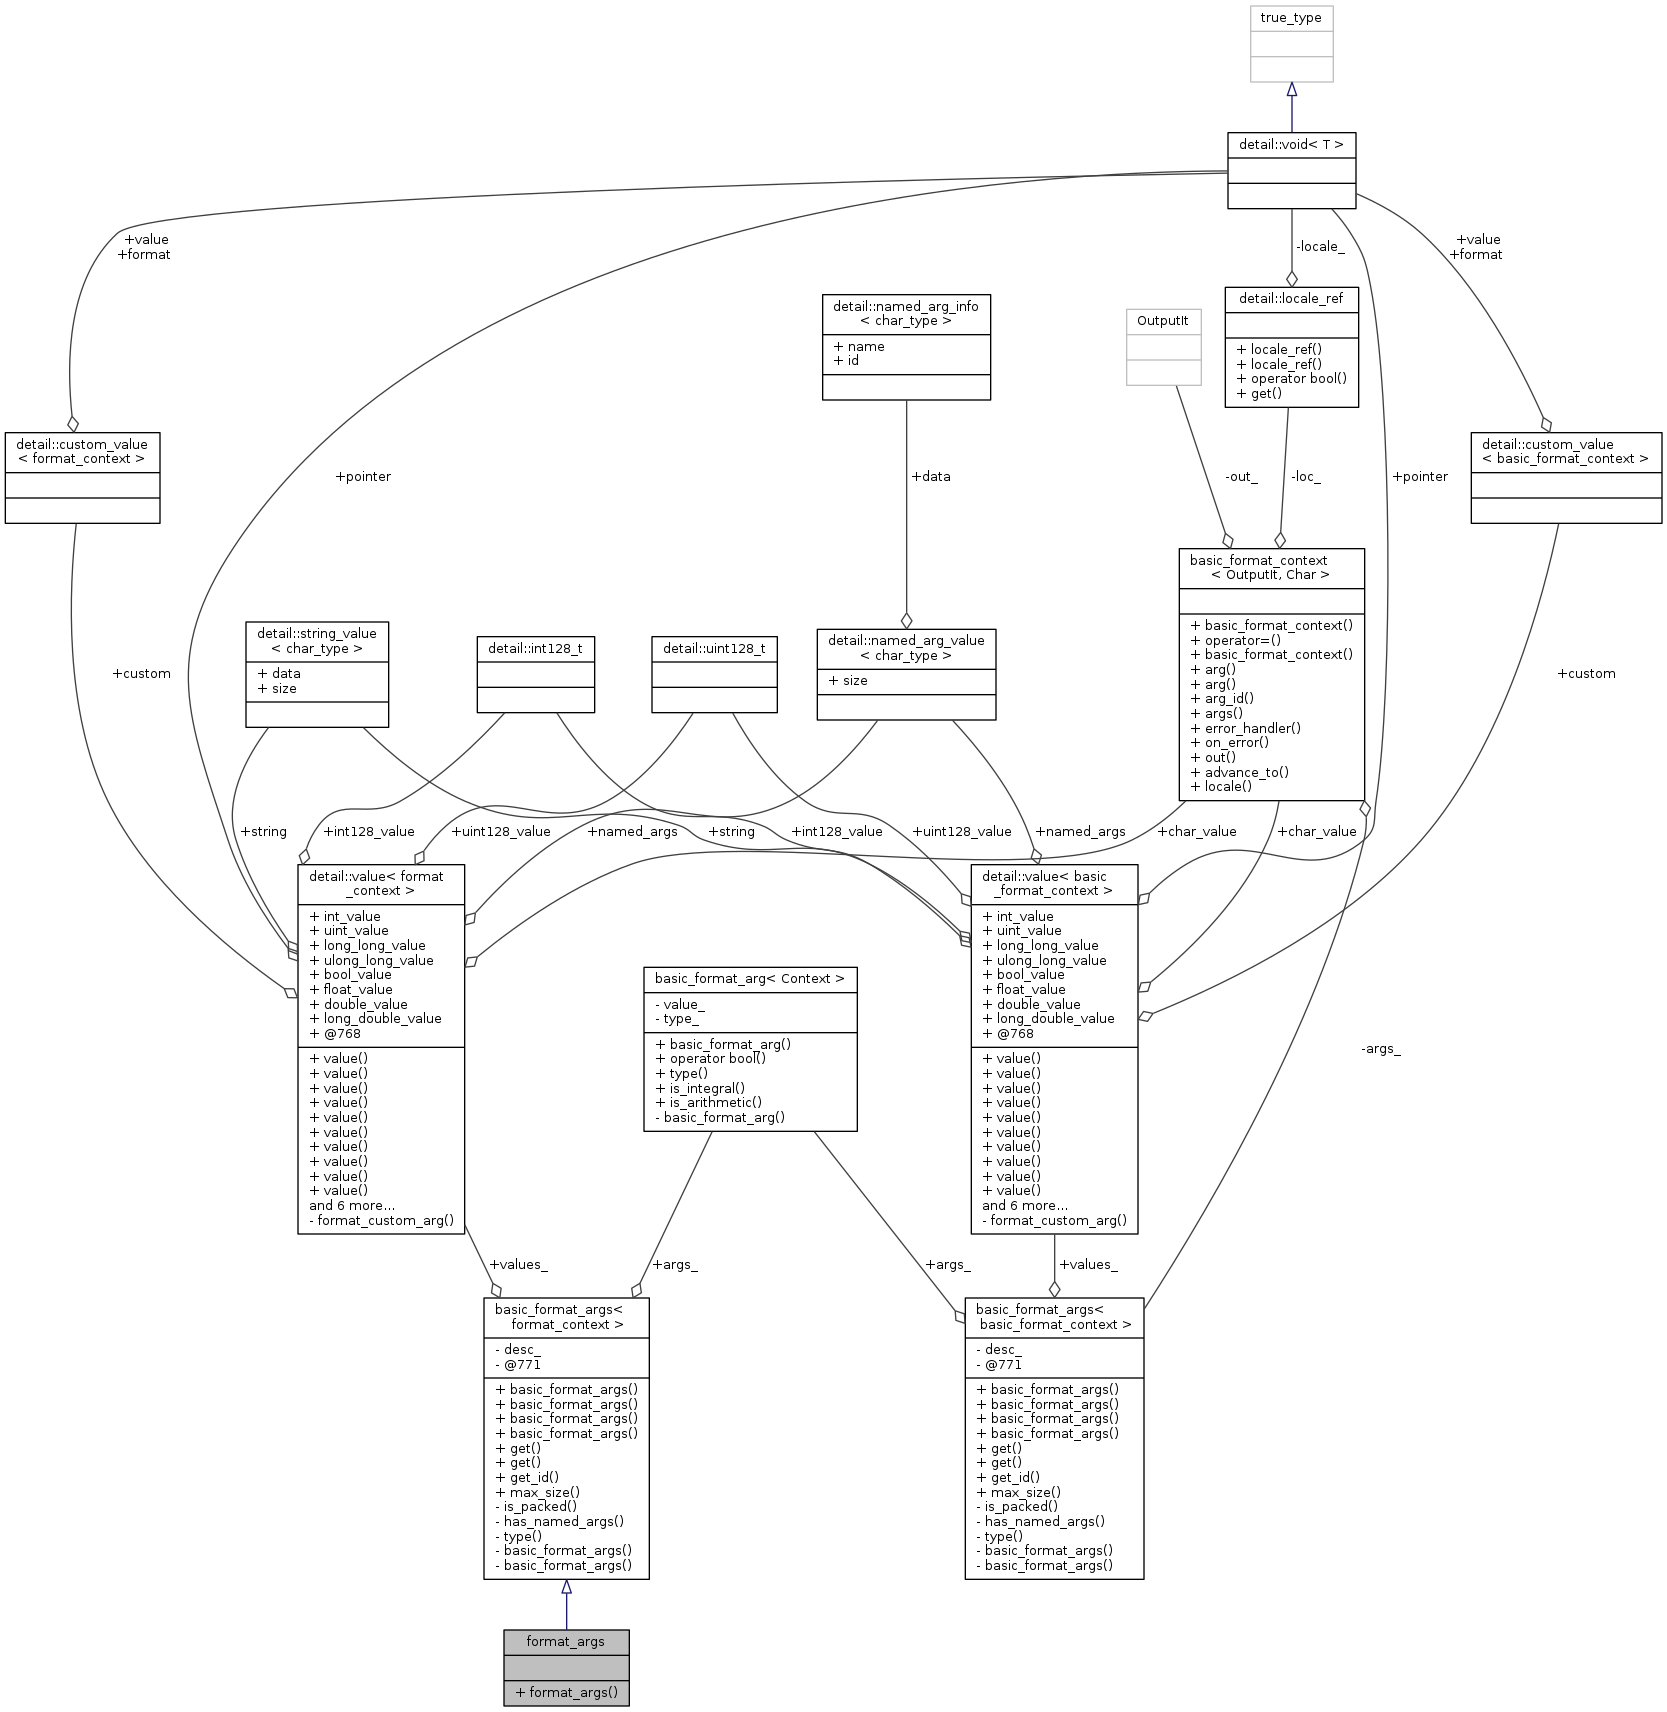 true_type
detail::void< T >
+value
+format
-locale_
+value
+format
detail::named_arg_info
< char_type >
+ name
+ id
OutputIt
detail::locale_ref
+ locale_ref()
+ locale_ref()
+ operator bool()
+ get()
detail::custom_value
< format_context >
+pointer
+data
-out_
-loc_
+pointer
detail::custom_value
< basic_format_context >
basic_format_context
< OutputIt, Char >
+ basic_format_context()
+ operator=()
+ basic_format_context()
+ arg()
+ arg()
+ arg_id()
+ args()
+ error_handler()
+ on_error()
+ out()
+ advance_to()
+ locale()
+custom
detail::string_value
< char_type >
+ data
+ size
detail::int128_t
detail::uint128_t
detail::named_arg_value
< char_type >
+ size
+custom
+string
+int128_value
+uint128_value
+named_args
+string
+int128_value
+uint128_value
+named_args
+char_value
+char_value
detail::value< format
_context >
+ int_value
+ uint_value
+ long_long_value
+ ulong_long_value
+ bool_value
+ float_value
+ double_value
+ long_double_value
+ @768
+ value()
+ value()
+ value()
+ value()
+ value()
+ value()
+ value()
+ value()
+ value()
+ value()
and 6 more...
- format_custom_arg()
basic_format_arg< Context >
- value_
- type_
+ basic_format_arg()
+ operator bool()
+ type()
+ is_integral()
+ is_arithmetic()
- basic_format_arg()
detail::value< basic
_format_context >
+ int_value
+ uint_value
+ long_long_value
+ ulong_long_value
+ bool_value
+ float_value
+ double_value
+ long_double_value
+ @768
+ value()
+ value()
+ value()
+ value()
+ value()
+ value()
+ value()
+ value()
+ value()
+ value()
and 6 more...
- format_custom_arg()
-args_
+values_
+args_
+args_
+values_
basic_format_args<
format_context >
- desc_
- @771
+ basic_format_args()
+ basic_format_args()
+ basic_format_args()
+ basic_format_args()
+ get()
+ get()
+ get_id()
+ max_size()
- is_packed()
- has_named_args()
- type()
- basic_format_args()
- basic_format_args()
basic_format_args<
basic_format_context >
- desc_
- @771
+ basic_format_args()
+ basic_format_args()
+ basic_format_args()
+ basic_format_args()
+ get()
+ get()
+ get_id()
+ max_size()
- is_packed()
- has_named_args()
- type()
- basic_format_args()
- basic_format_args()
format_args
+ format_args()